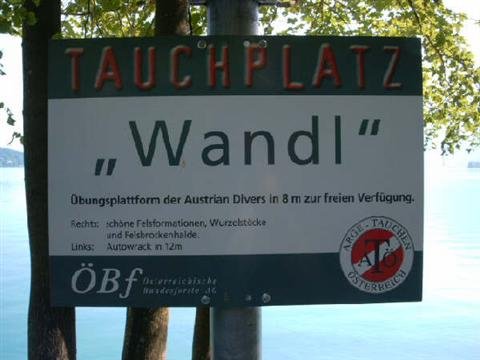 TAUCHPLATZ
„Wandl“
Übungsplattform der Austrian Divers in 8 m zur freien Verfügung.
Rechts: schöne Felsformationen, Wurzelstöcke
und Felsbrockenhalde.
Links: Autowrack in 12m
ÖBf Österreichische
Bundesforste AG
ARGE - TAUCHEN
ATÖ
ÖSTERREICH